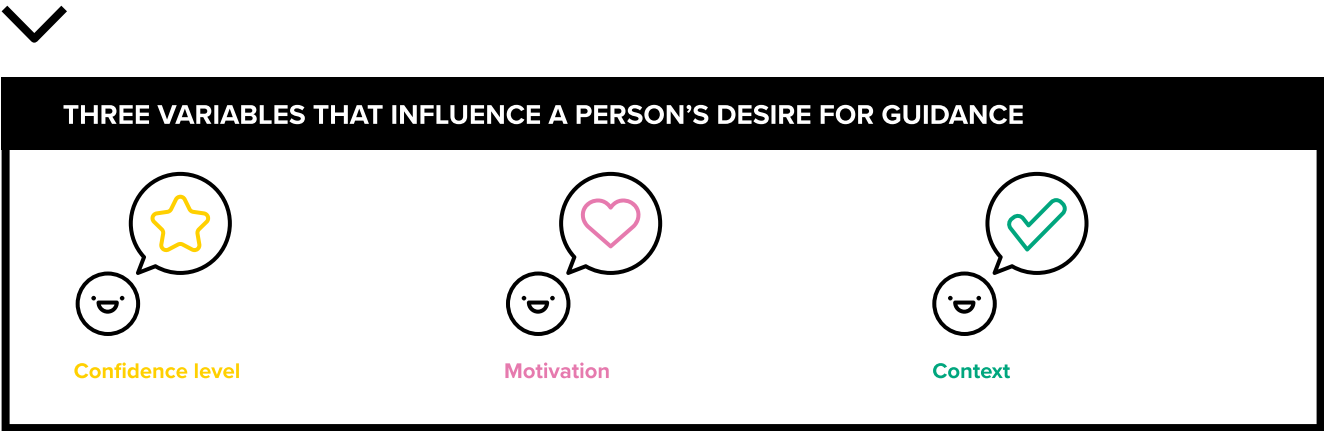 THREE VARIABLES THAT INFLUENCE A PERSON’S DESIRE FOR GUIDANCE
Confidence level
Motivation
Context